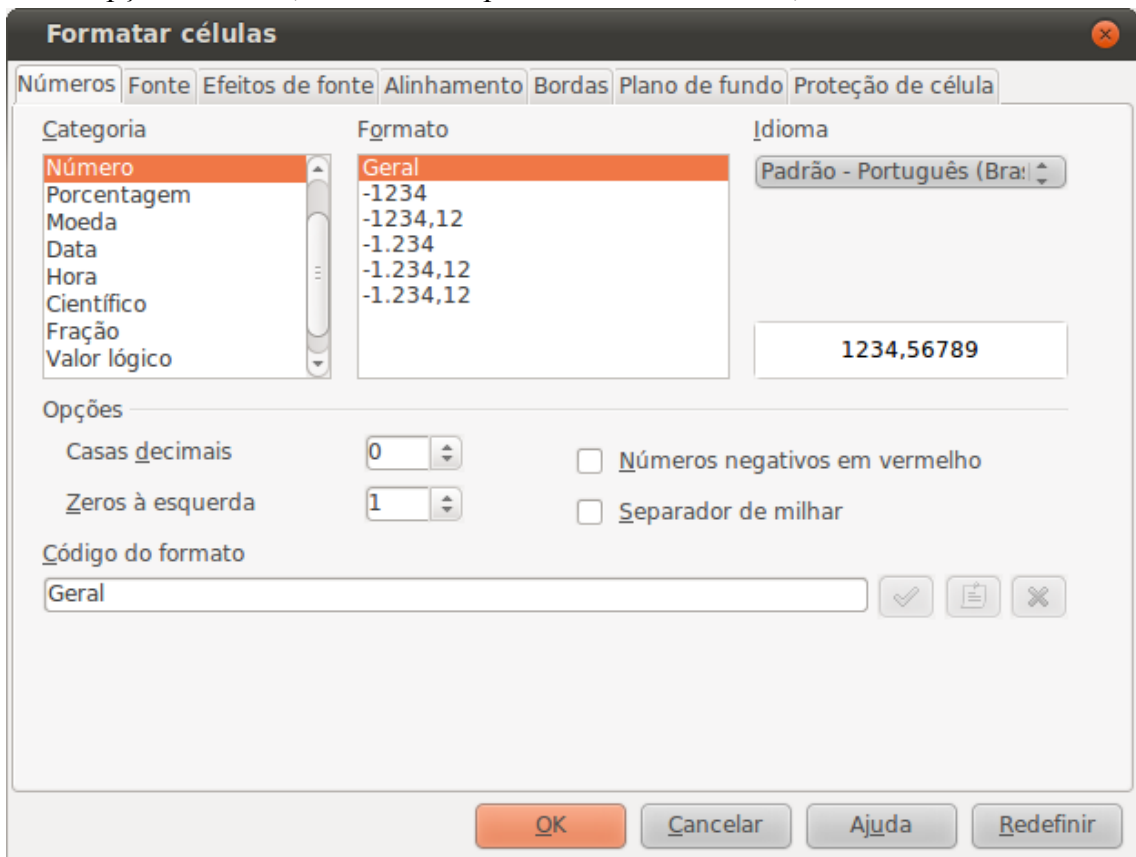 Formatar células
Números Fonte Efeitos de fonte Alinhamento Bordas Plano de fundo Proteção de célula
Categoria
Número
Porcentagem
Moeda
Data
Hora
Científico
Fração
Valor lógico
Formato
Geral
-1234
-1234,12
-1.234
-1.234,12
-1.234,12
Idioma
Padrão - Português (Bra
1234,56789
Opções
Casas decimais 0
Zeros à esquerda 1
Números negativos em vermelho
Separador de milhar
Código do formato
Geral
OK Cancelar Ajuda Redefinir